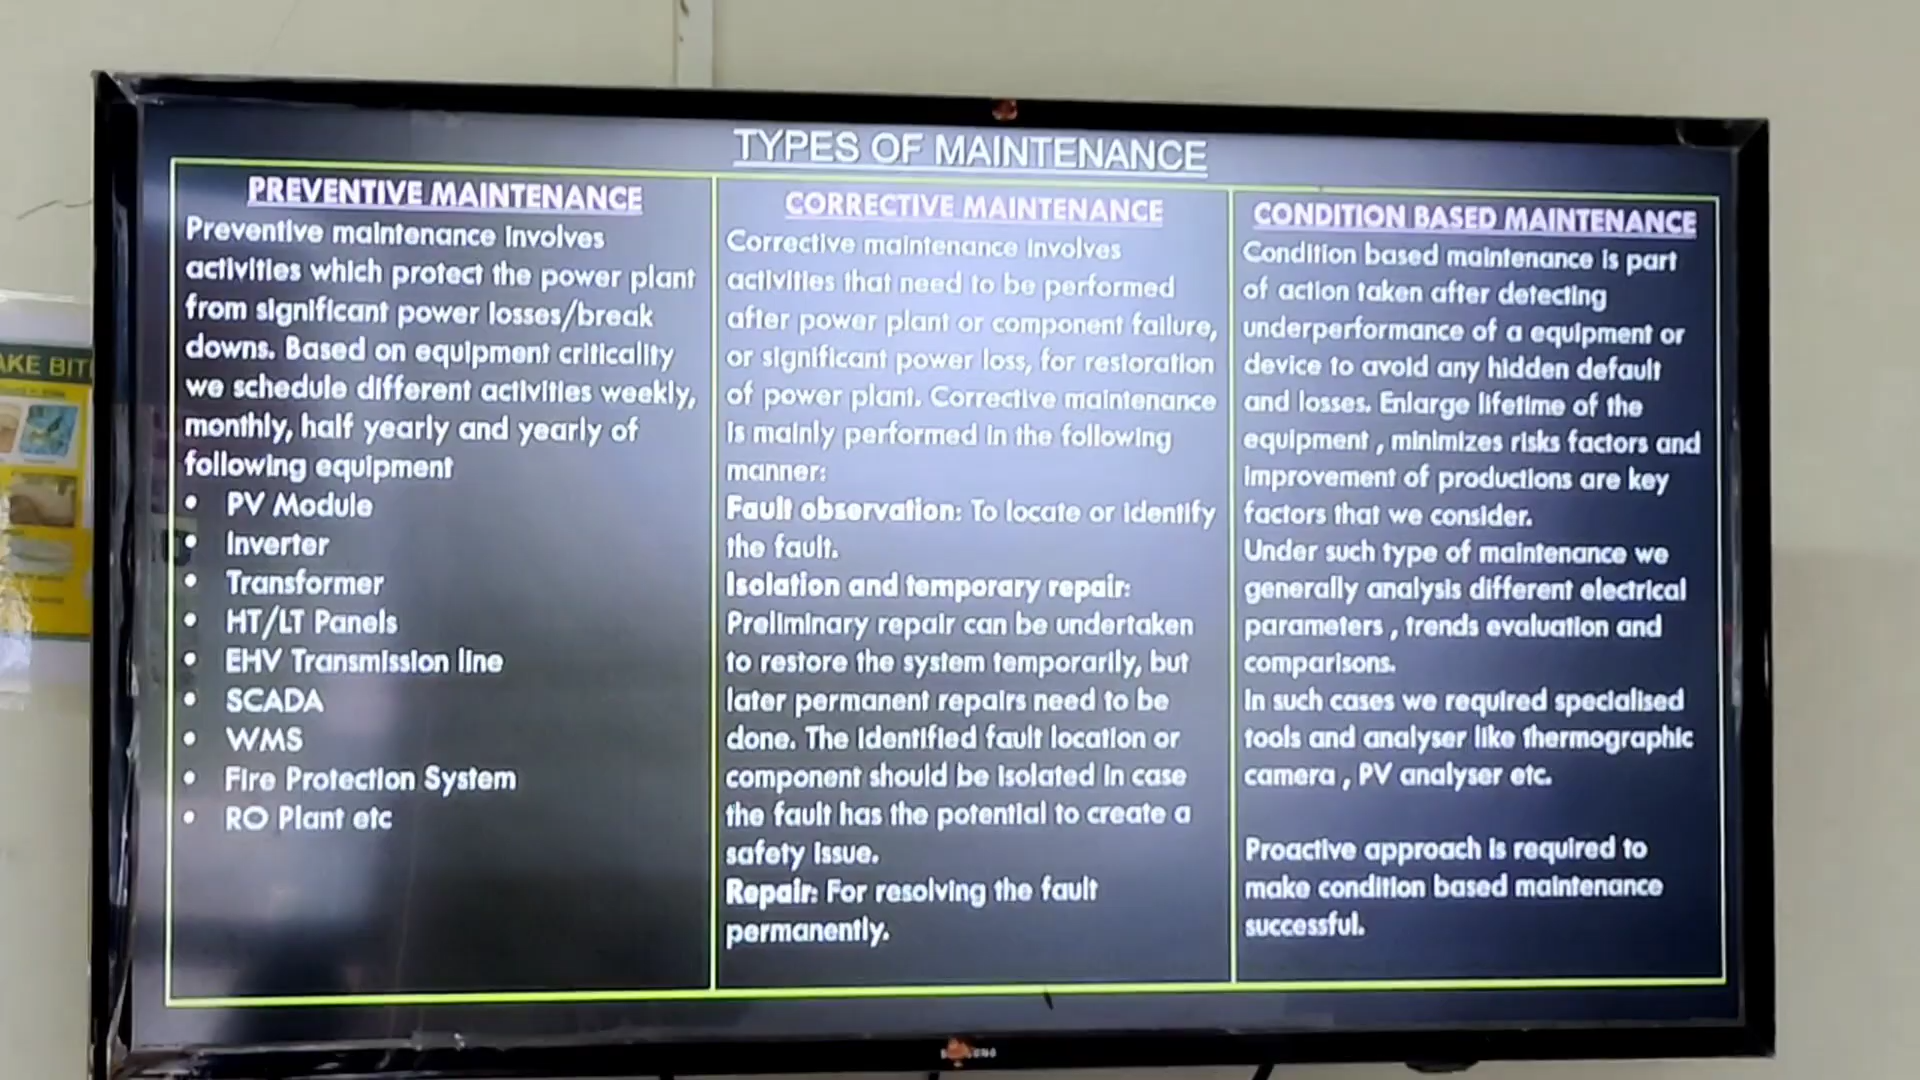 TYPES OF MAINTENANCE
PREVENTIVE MAINTENANCE
Preventive maintenance involves
activities which protect the power plant
from significant power losses/break
downs. Based on equipment criticality
we schedule different activities weekly,
monthly, half yearly and yearly of
following equipment
• PV Module
• Inverter
• Transformer
• HT/LT Panels
• EHV Transmission line
• SCADA
• WMS
• Fire Protection System
• RO Plant etc
CORRECTIVE MAINTENANCE
Corrective maintenance involves
activities that need to be performed
after power plant or component failure,
or significant power loss, for restoration
of power plant. Corrective maintenance
is mainly performed in the following
manner:
Fault observation: To locate or identify
the fault.
Isolation and temporary repair:
Preliminary repair can be undertaken
to restore the system temporarily, but
later permanent repairs need to be
done. The identified fault location or
component should be isolated in case
the fault has the potential to create a
safety issue.
Repair: For resolving the fault
permanently.
CONDITION BASED MAINTENANCE
Condition based maintenance is part
of action taken after detecting
underperformance of a equipment or
device to avoid any hidden default
and losses. Enlarge lifetime of the
equipment , minimizes risks factors and
improvement of productions are key
factors that we consider.
Under such type of maintenance we
generally analysis different electrical
parameters , trends evaluation and
comparisons.
In such cases we required specialised
tools and analyser like thermographic
camera , PV analyser etc.
Proactive approach is required to
make condition based maintenance
successful.
AKE BIT